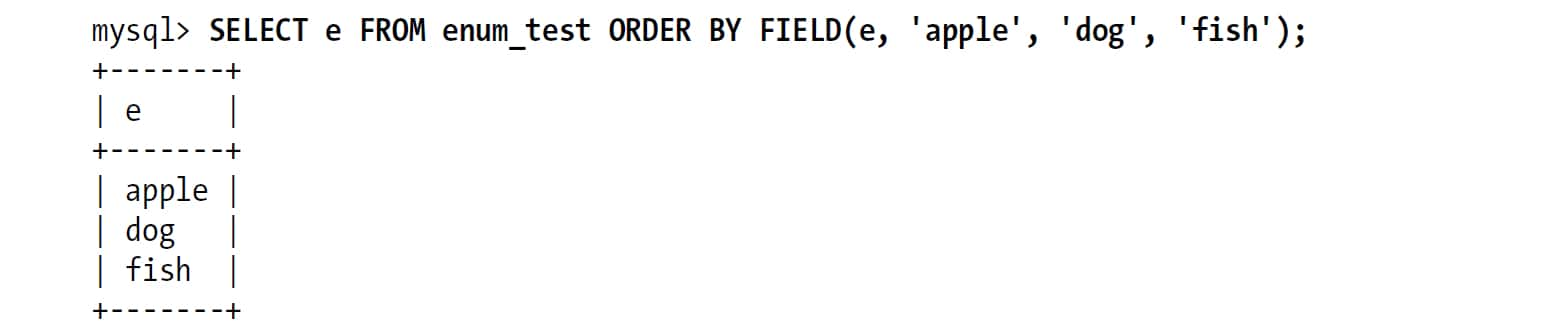 mysql> SELECT e FROM enum_test ORDER BY FIELD(e, 'apple', 'dog', 'fish');
+-------+
| e     |
+-------+
| apple |
| dog   |
| fish  |
+-------+